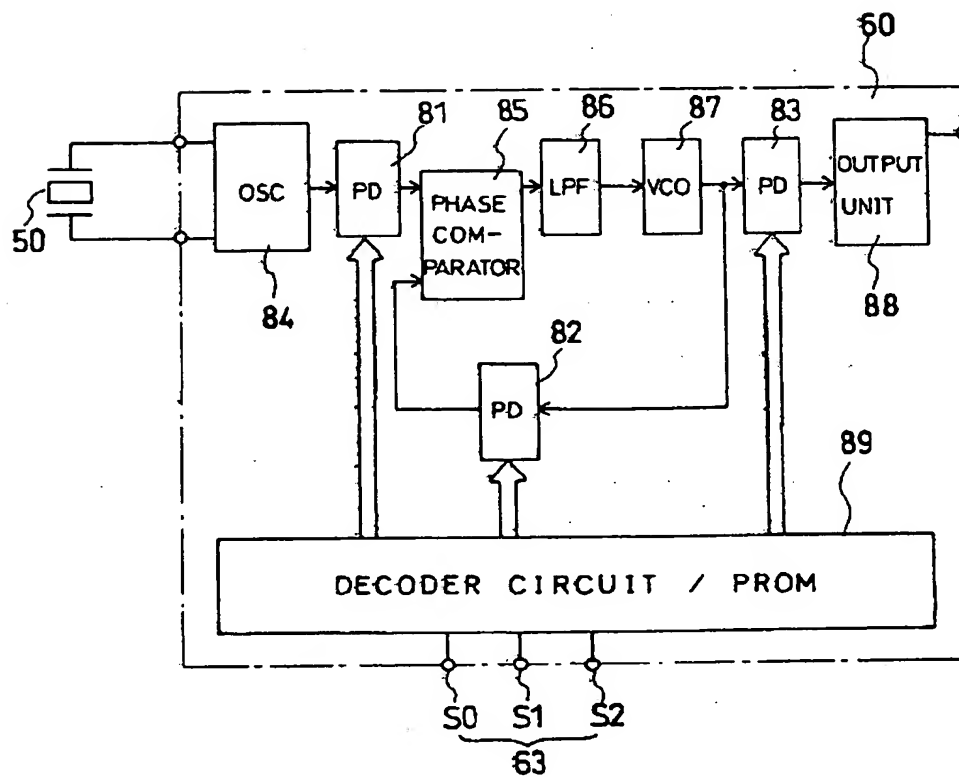 60
81
85
86
87
83
OSC
PD
PHASE
COM-
PARATOR
LPF
VCO
PD
OUTPUT
UNIT
50
84
88
82
PD
89
DECODER CIRCUIT / PROM
S0
S1
S2
63